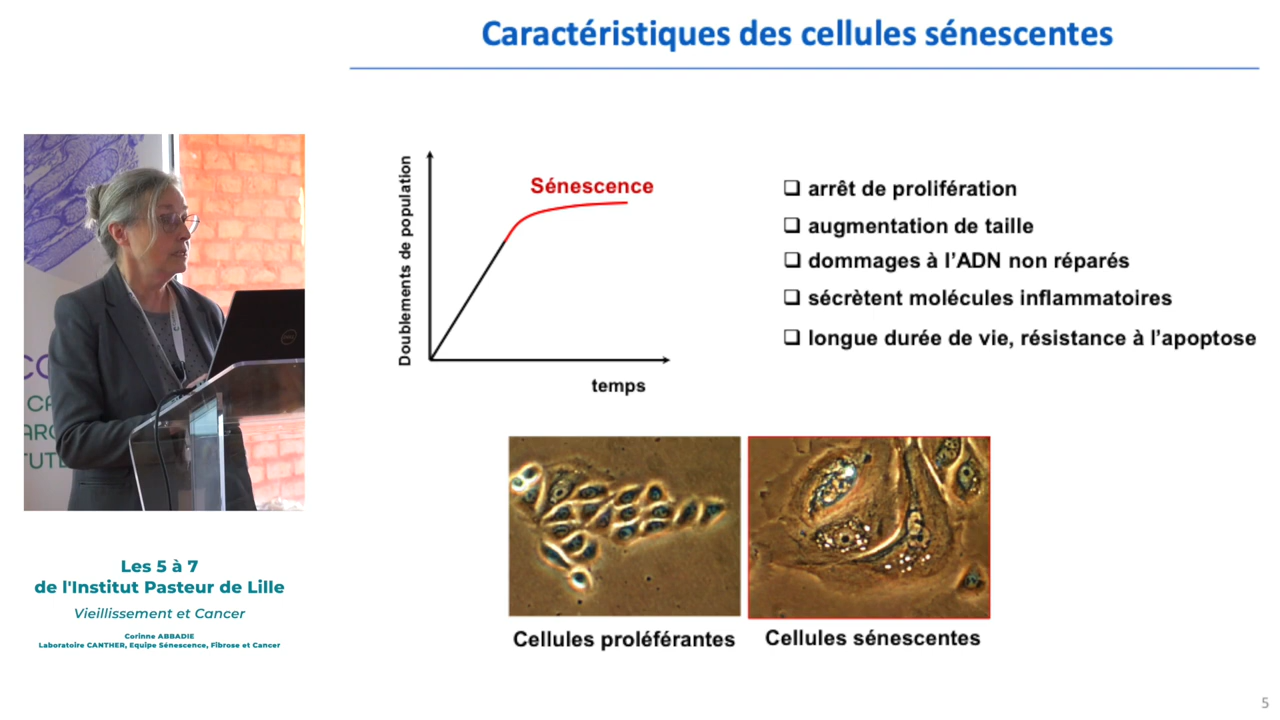 Caractéristiques des cellules sénescentes
Doublements de population
Sénescence
temps
❑ arrêt de prolifération
❑ augmentation de taille
❑ dommages à l'ADN non réparés
❑ sécrètent molécules inflammatoires
❑ longue durée de vie, résistance à l'apoptose
Cellules proléférantes
Cellules sénescentes
Les 5 à 7
de l'Institut Pasteur de Lille
Vieillissement et Cancer
Corinne ABBADIE
Laboratoire CANTHER, Equipe Sénescence, Fibrose et Cancer
5